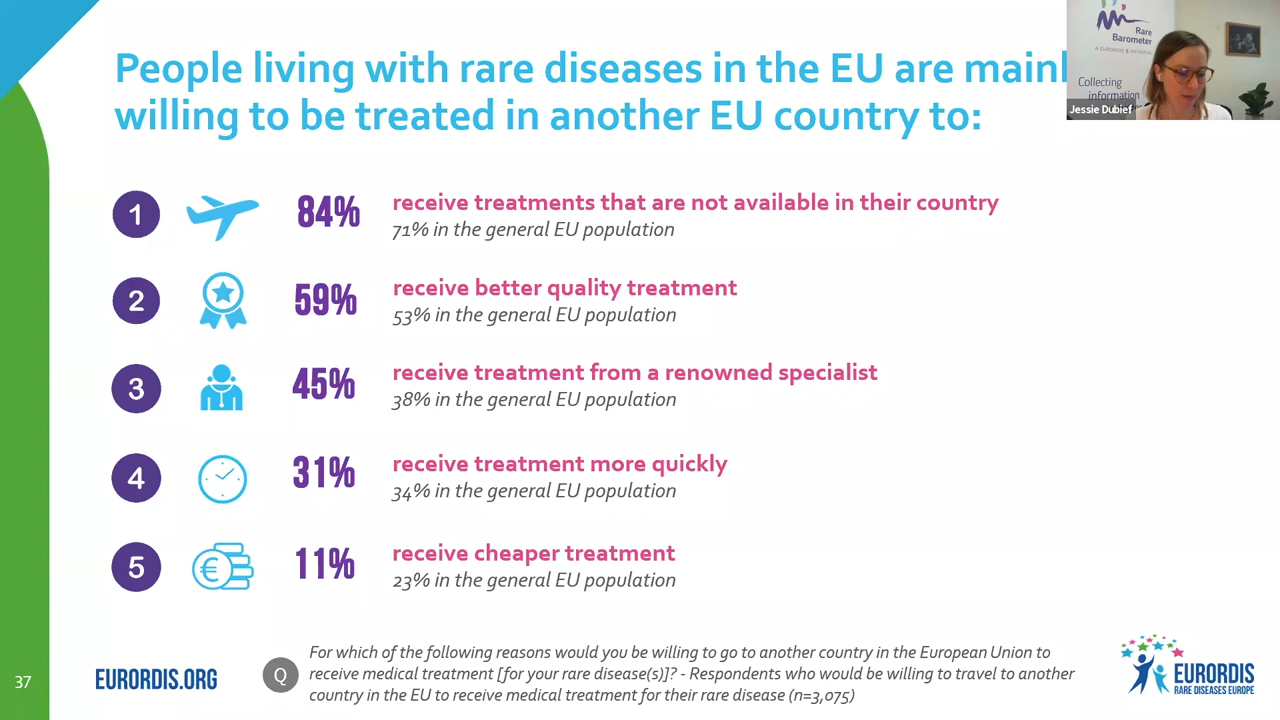 People living with rare diseases in the EU are mainl
willing to be treated in another EU country to:
Rare
Barometer
A EURORDIS INITIATIVE
Collecting
information
Jessie Dubief
1
84%
receive treatments that are not available in their country
71% in the general EU population
2
59%
receive better quality treatment
53% in the general EU population
3
45%
receive treatment from a renowned specialist
38% in the general EU population
4
31%
receive treatment more quickly
34% in the general EU population
5
€
11%
receive cheaper treatment
23% in the general EU population
37
EURORDIS.ORG
Q
For which of the following reasons would you be willing to go to another country in the European Union to
receive medical treatment [for your rare disease(s)]? - Respondents who would be willing to travel to another
country in the EU to receive medical treatment for their rare disease (n=3,075)
EURORDIS
RARE DISEASES EUROPE